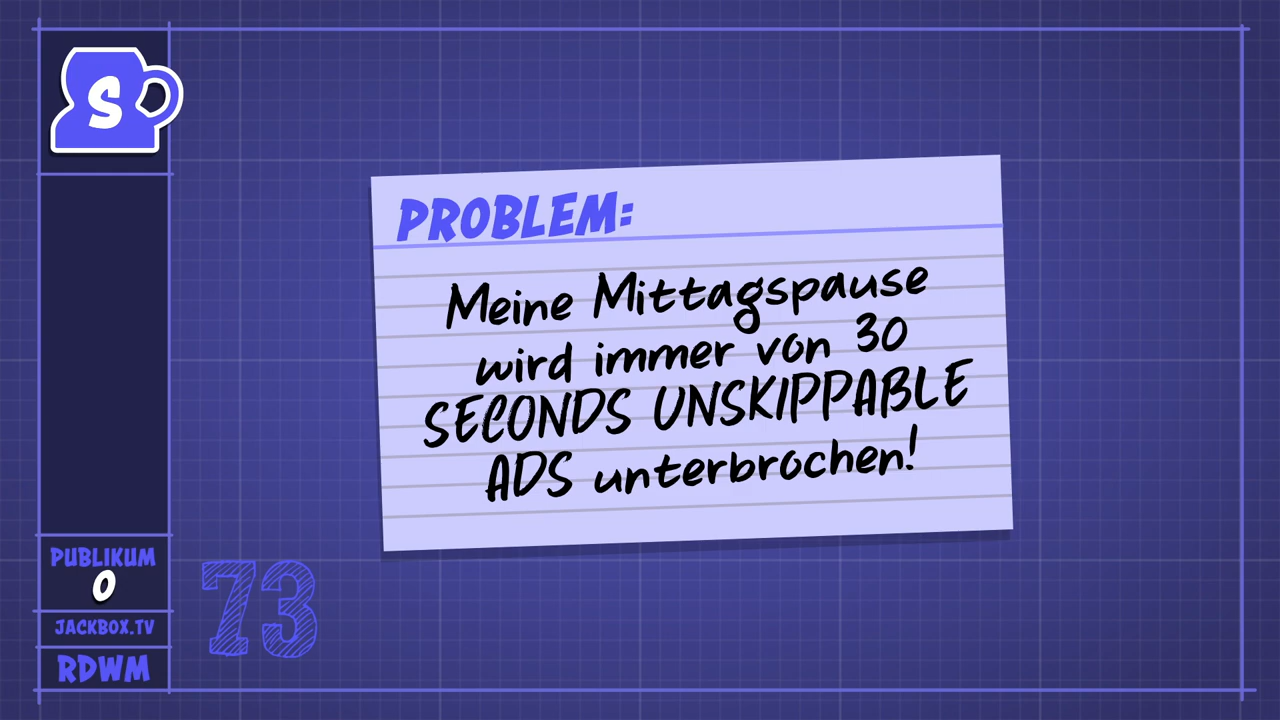 S
PROBLEM:
Meine Mittagspause
wird immer von 30
SECONDS UNSKIPPABLE
ADS unterbrochen!
PUBLIKUM
0
JACKBOX.TV
RDWM
73